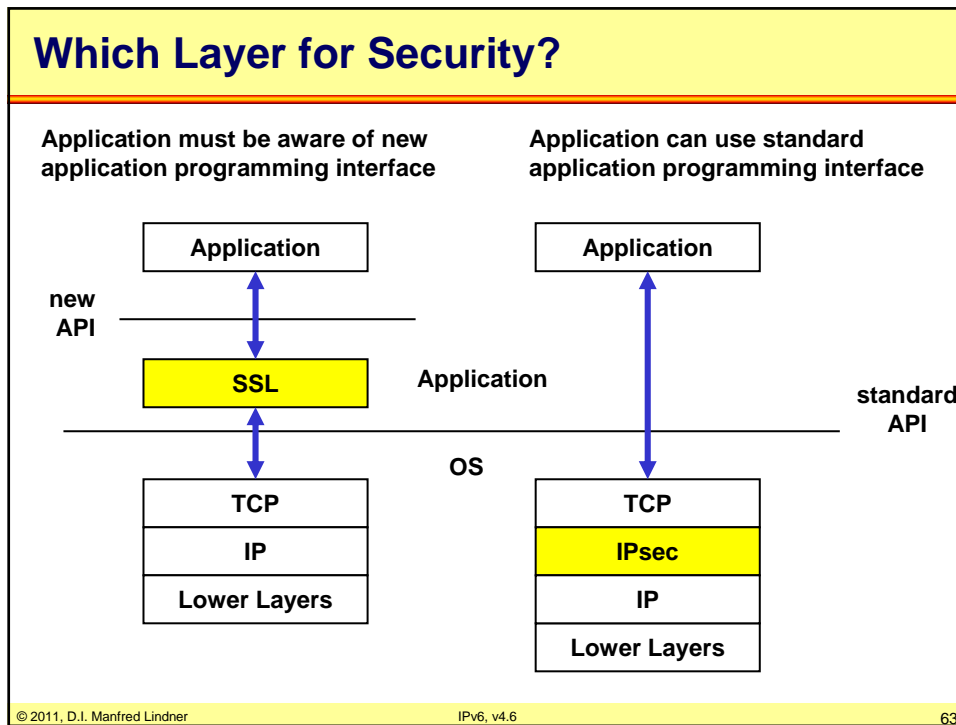 Which Layer for Security?
Application must be aware of new
application programming interface
Application can use standard
application programming interface
Application
new
API
SSL
TCP
IP
Lower Layers
Application
Application
standard
API
OS
TCP
IPsec
IP
Lower Layers
© 2011, D.I. Manfred Lindner
IPv6, v4.6
63